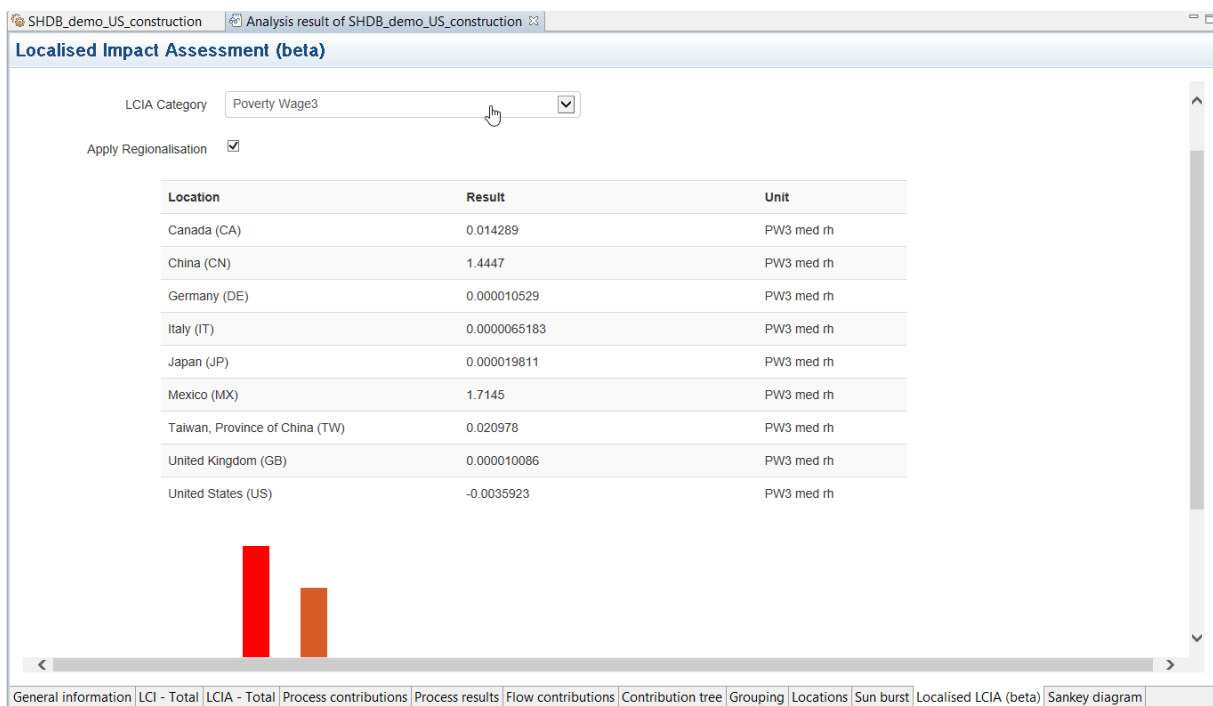 SHDB_demo_US_construction Analysis result of SHDB_demo_US_construction
Localised Impact Assessment (beta)
LCIA Category Poverty Wage3
Apply Regionalisation
Location Result Unit
Canada (CA) 0.014289 PW3 med rh
China (CN) 1.4447 PW3 med rh
Germany (DE) 0.000010529 PW3 med rh
Italy (IT) 0.0000065183 PW3 med rh
Japan (JP) 0.000019811 PW3 med rh
Mexico (MX) 1.7145 PW3 med rh
Taiwan, Province of China (TW) 0.020978 PW3 med rh
United Kingdom (GB) 0.000010086 PW3 med rh
United States (US) -0.0035923 PW3 med rh
General information LCI - Total LCIA - Total Process contributions Process results Flow contributions Contribution tree Grouping Locations Sun burst Localised LCIA (beta) Sankey diagram